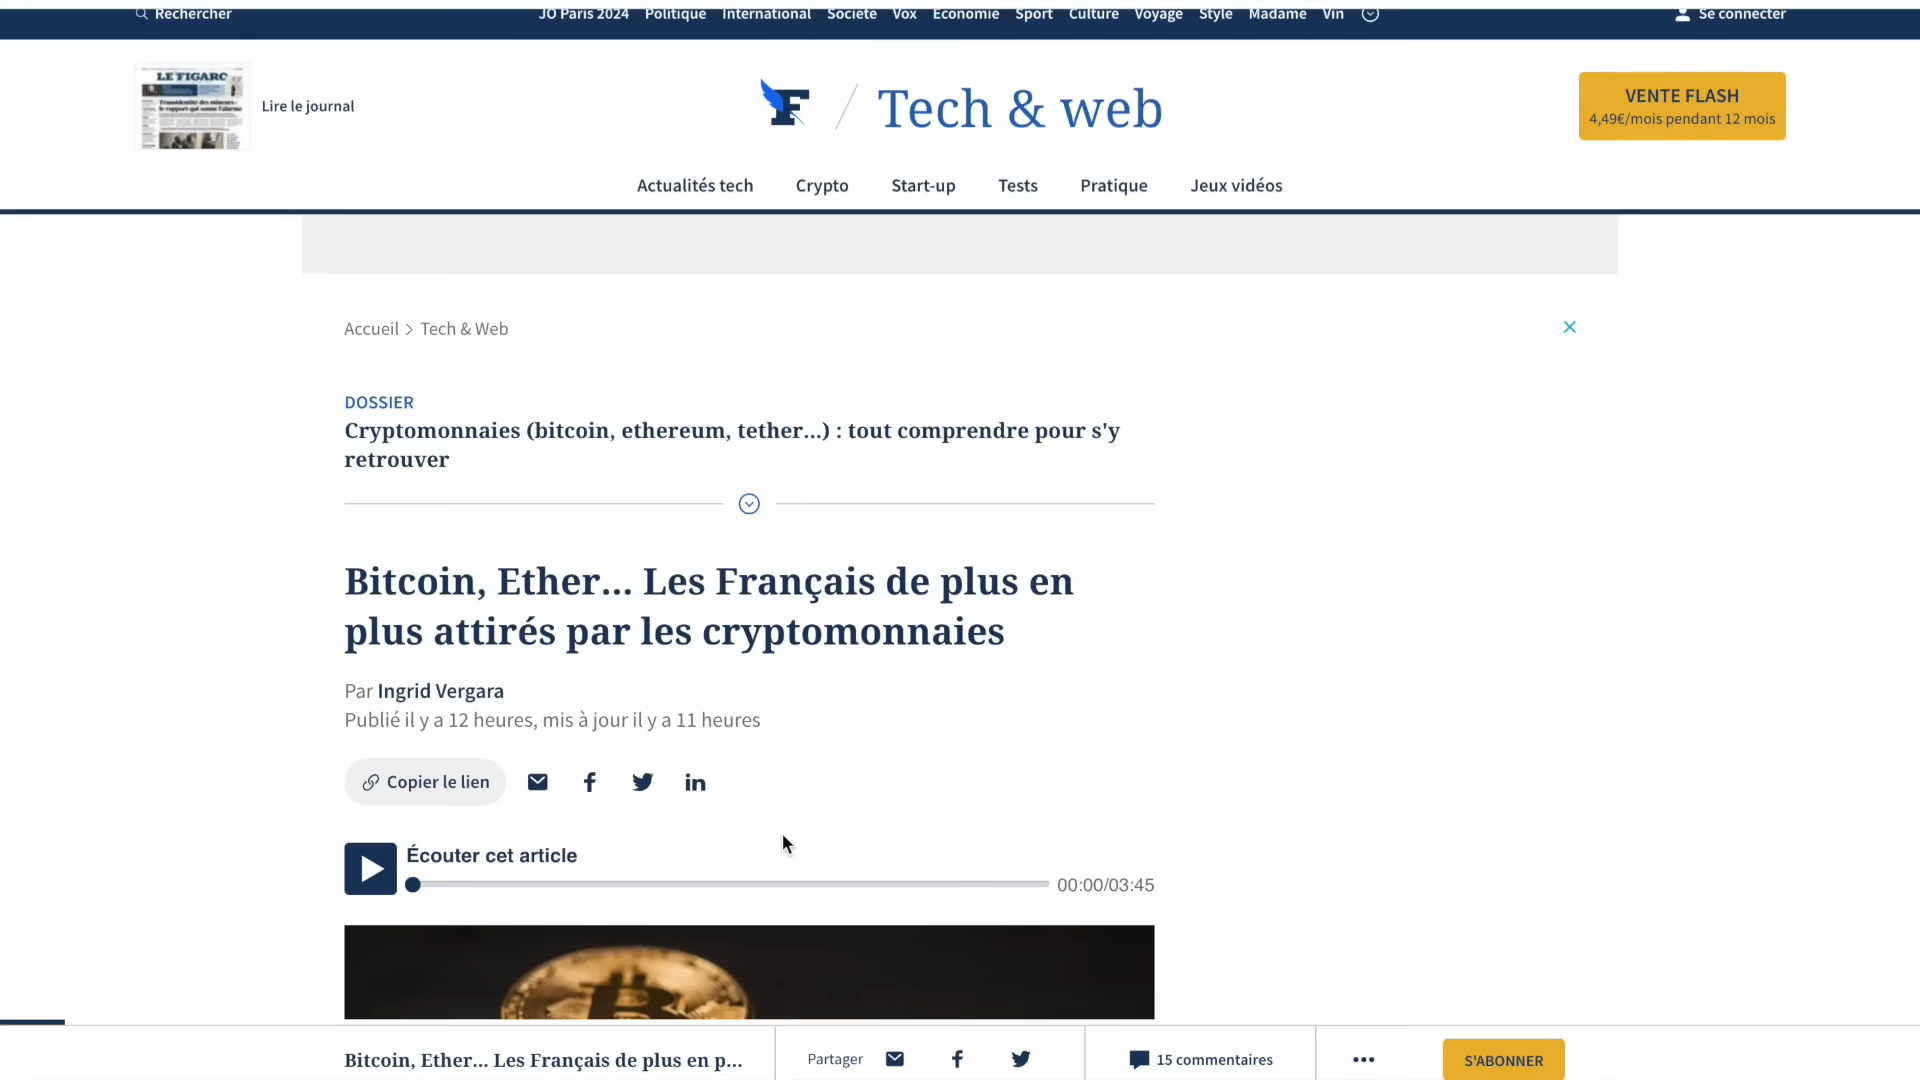 Rechercher
JO Paris 2024 Politique International Société Vox Économie Sport Culture Voyage Style Madame Vin
Se connecter
LE FIGARO
Lire le journal
F / Tech & web
VENTE FLASH
4,49€/mois pendant 12 mois
Actualités tech Crypto Start-up Tests Pratique Jeux vidéos
Accueil > Tech & Web
DOSSIER
Cryptomonnaies (bitcoin, ethereum, tether...) : tout comprendre pour s'y
retrouver
Bitcoin, Ether... Les Français de plus en
plus attirés par les cryptomonnaies
Par Ingrid Vergara
Publié il y a 12 heures, mis à jour il y a 11 heures
Copier le lien
Écouter cet article
00:00/03:45
Bitcoin, Ether... Les Français de plus en p...
Partager
15 commentaires
S'ABONNER